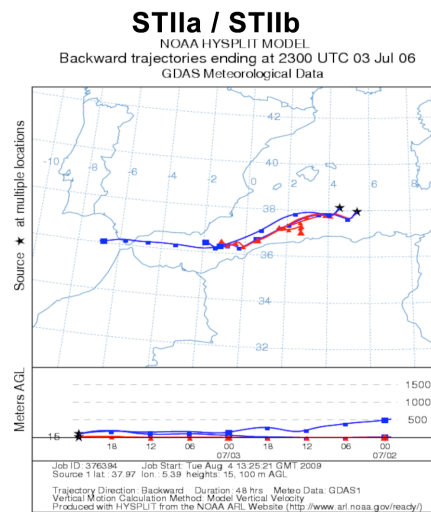 STIIa / STIIb
NOAA HYSPLIT MODEL
Backward trajectories ending at 2300 UTC 03 Jul 06
GDAS Meteorological Data
Source ★ at multiple locations
42
-10
-8
-6
-4
-2
0
2
4
6
8
40
38
36
34
32
Meters AGL
1500
1000
500
15
18
12
06
00
18
12
06
00
07/03
07/02
Job ID: 376394 Job Start: Tue Aug 4 13:25:21 GMT 2009
Source 1 lat.: 37.97 lon.: 5.39 heights: 15, 100 m AGL
Trajectory Direction: Backward Duration: 48 hrs Meteo Data: GDAS1
Vertical Motion Calculation Method: Model Vertical Velocity
Produced with HYSPLIT from the NOAA ARL Website (http://www.arl.noaa.gov/ready/)